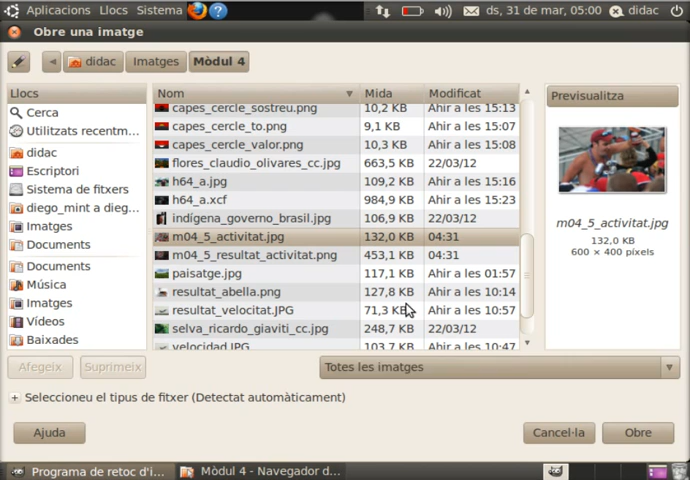 Aplicacions Llocs Sistema ds, 31 de mar, 05:00 didac
Obre una imatge
didac Imatges Mòdul 4
Llocs Nom Mida Modificat Previsualitza
Cerca
Utilitzats recentm...
didac
Escriptori
Sistema de fitxers
diego_mint a dieg...
Imatges
Documents
Documents
Música
Imatges
Vídeos
Baixades
capes_cercle_sostreu.png 10,2 KB Ahir a les 15:13
capes_cercle_to.png 9,1 KB Ahir a les 15:07
capes_cercle_valor.png 10,3 KB Ahir a les 15:08
flores_claudio_olivares_cc.jpg 663,5 KB 22/03/12
h64_a.jpg 109,2 KB Ahir a les 15:16
h64_a.xcf 984,9 KB Ahir a les 15:23
indígena_governo_brasil.jpg 106,9 KB 22/03/12
m04_5_activitat.jpg 132,0 KB 04:31
m04_5_resultat_activitat.png 453,1 KB 04:31
paisatge.jpg 117,1 KB Ahir a les 01:57
resultat_abella.png 127,8 KB Ahir a les 10:14
resultat_velocitat.JPG 71,3 KB Ahir a les 10:57
selva_ricardo_giaviti_cc.jpg 248,7 KB 22/03/12
velocidad.JPG 103,7 KB Ahir a les 10:47
m04_5_activitat.jpg
132,0 KB
600 × 400 píxels
Afegeix Suprimeix Totes les imatges
Seleccioneu el tipus de fitxer (Detectat automàticament)
Ajuda Cancel·la Obre
Programa de retoc d'i... Mòdul 4 - Navegador d...